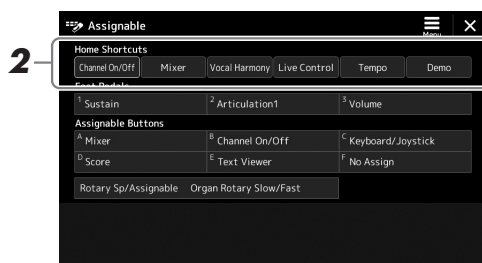 Assignable
Menu
2
Home Shortcuts
Channel On/Off Mixer Vocal Harmony Live Control Tempo Demo
Foot Pedals
1 Sustain 2 Articulation1 3 Volume
Assignable Buttons
A Mixer B Channel On/Off C Keyboard/Joystick
D Score E Text Viewer F No Assign
Rotary Sp/Assignable Organ Rotary Slow/Fast